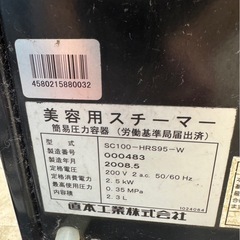 4580215880032
美容用スチーマー
簡易圧力容器 (労働基準局届出済)
型式 SC100-HRS95-W
製造番号 000483
製造年月 2008.5
定格電圧 200V 2ac. 50/60Hz
定格消費電力 2.5kW
最高使用圧力 0.35MPa
内容積 2.3L
直本工業株式会社
1024064